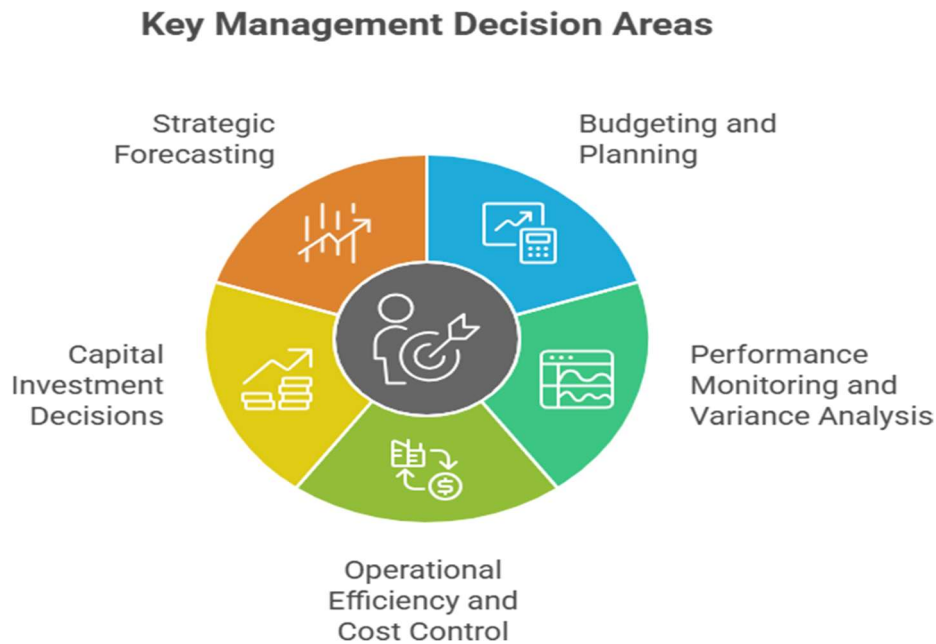 Key Management Decision Areas
Strategic
Forecasting
Budgeting and
Planning
Capital
Investment
Decisions
Performance
Monitoring and
Variance Analysis
$
Operational
Efficiency and
Cost Control